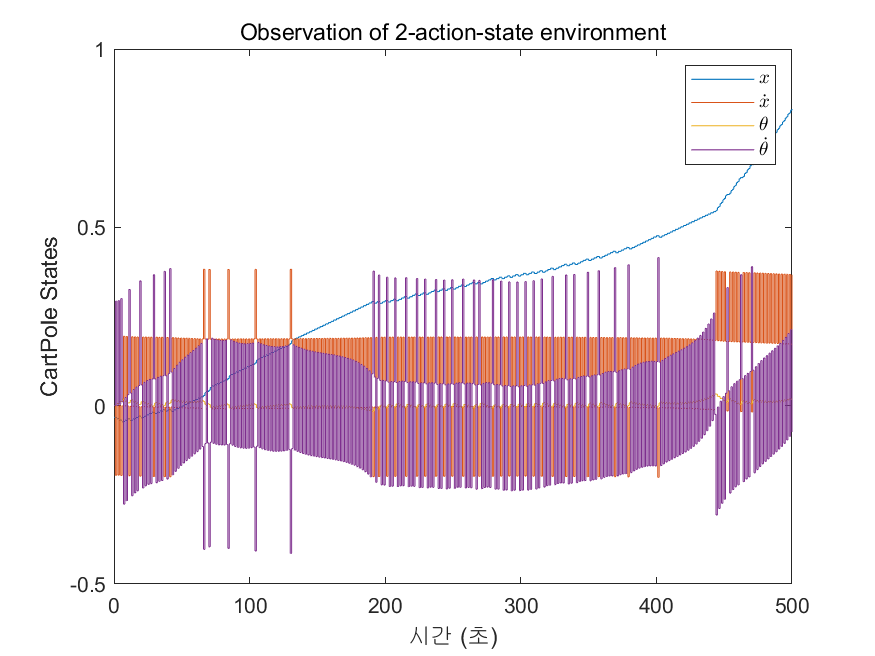 Observation of 2-action-state environment
1
0.5
0
-0.5
CartPole States
x
ẋ
θ
θ̇
0
100
200
300
400
500
시간 (초)